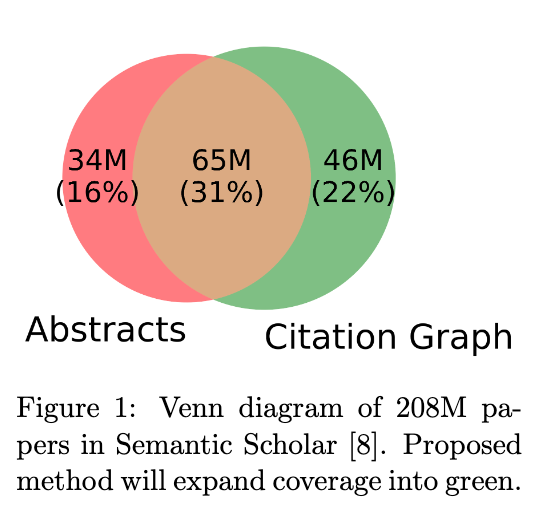 34M 65M 46M
(16%) (31%) (22%)
Abstracts
Citation Graph
Figure 1: Venn diagram of 208M pa-
pers in Semantic Scholar [8]. Proposed
method will expand coverage into green.